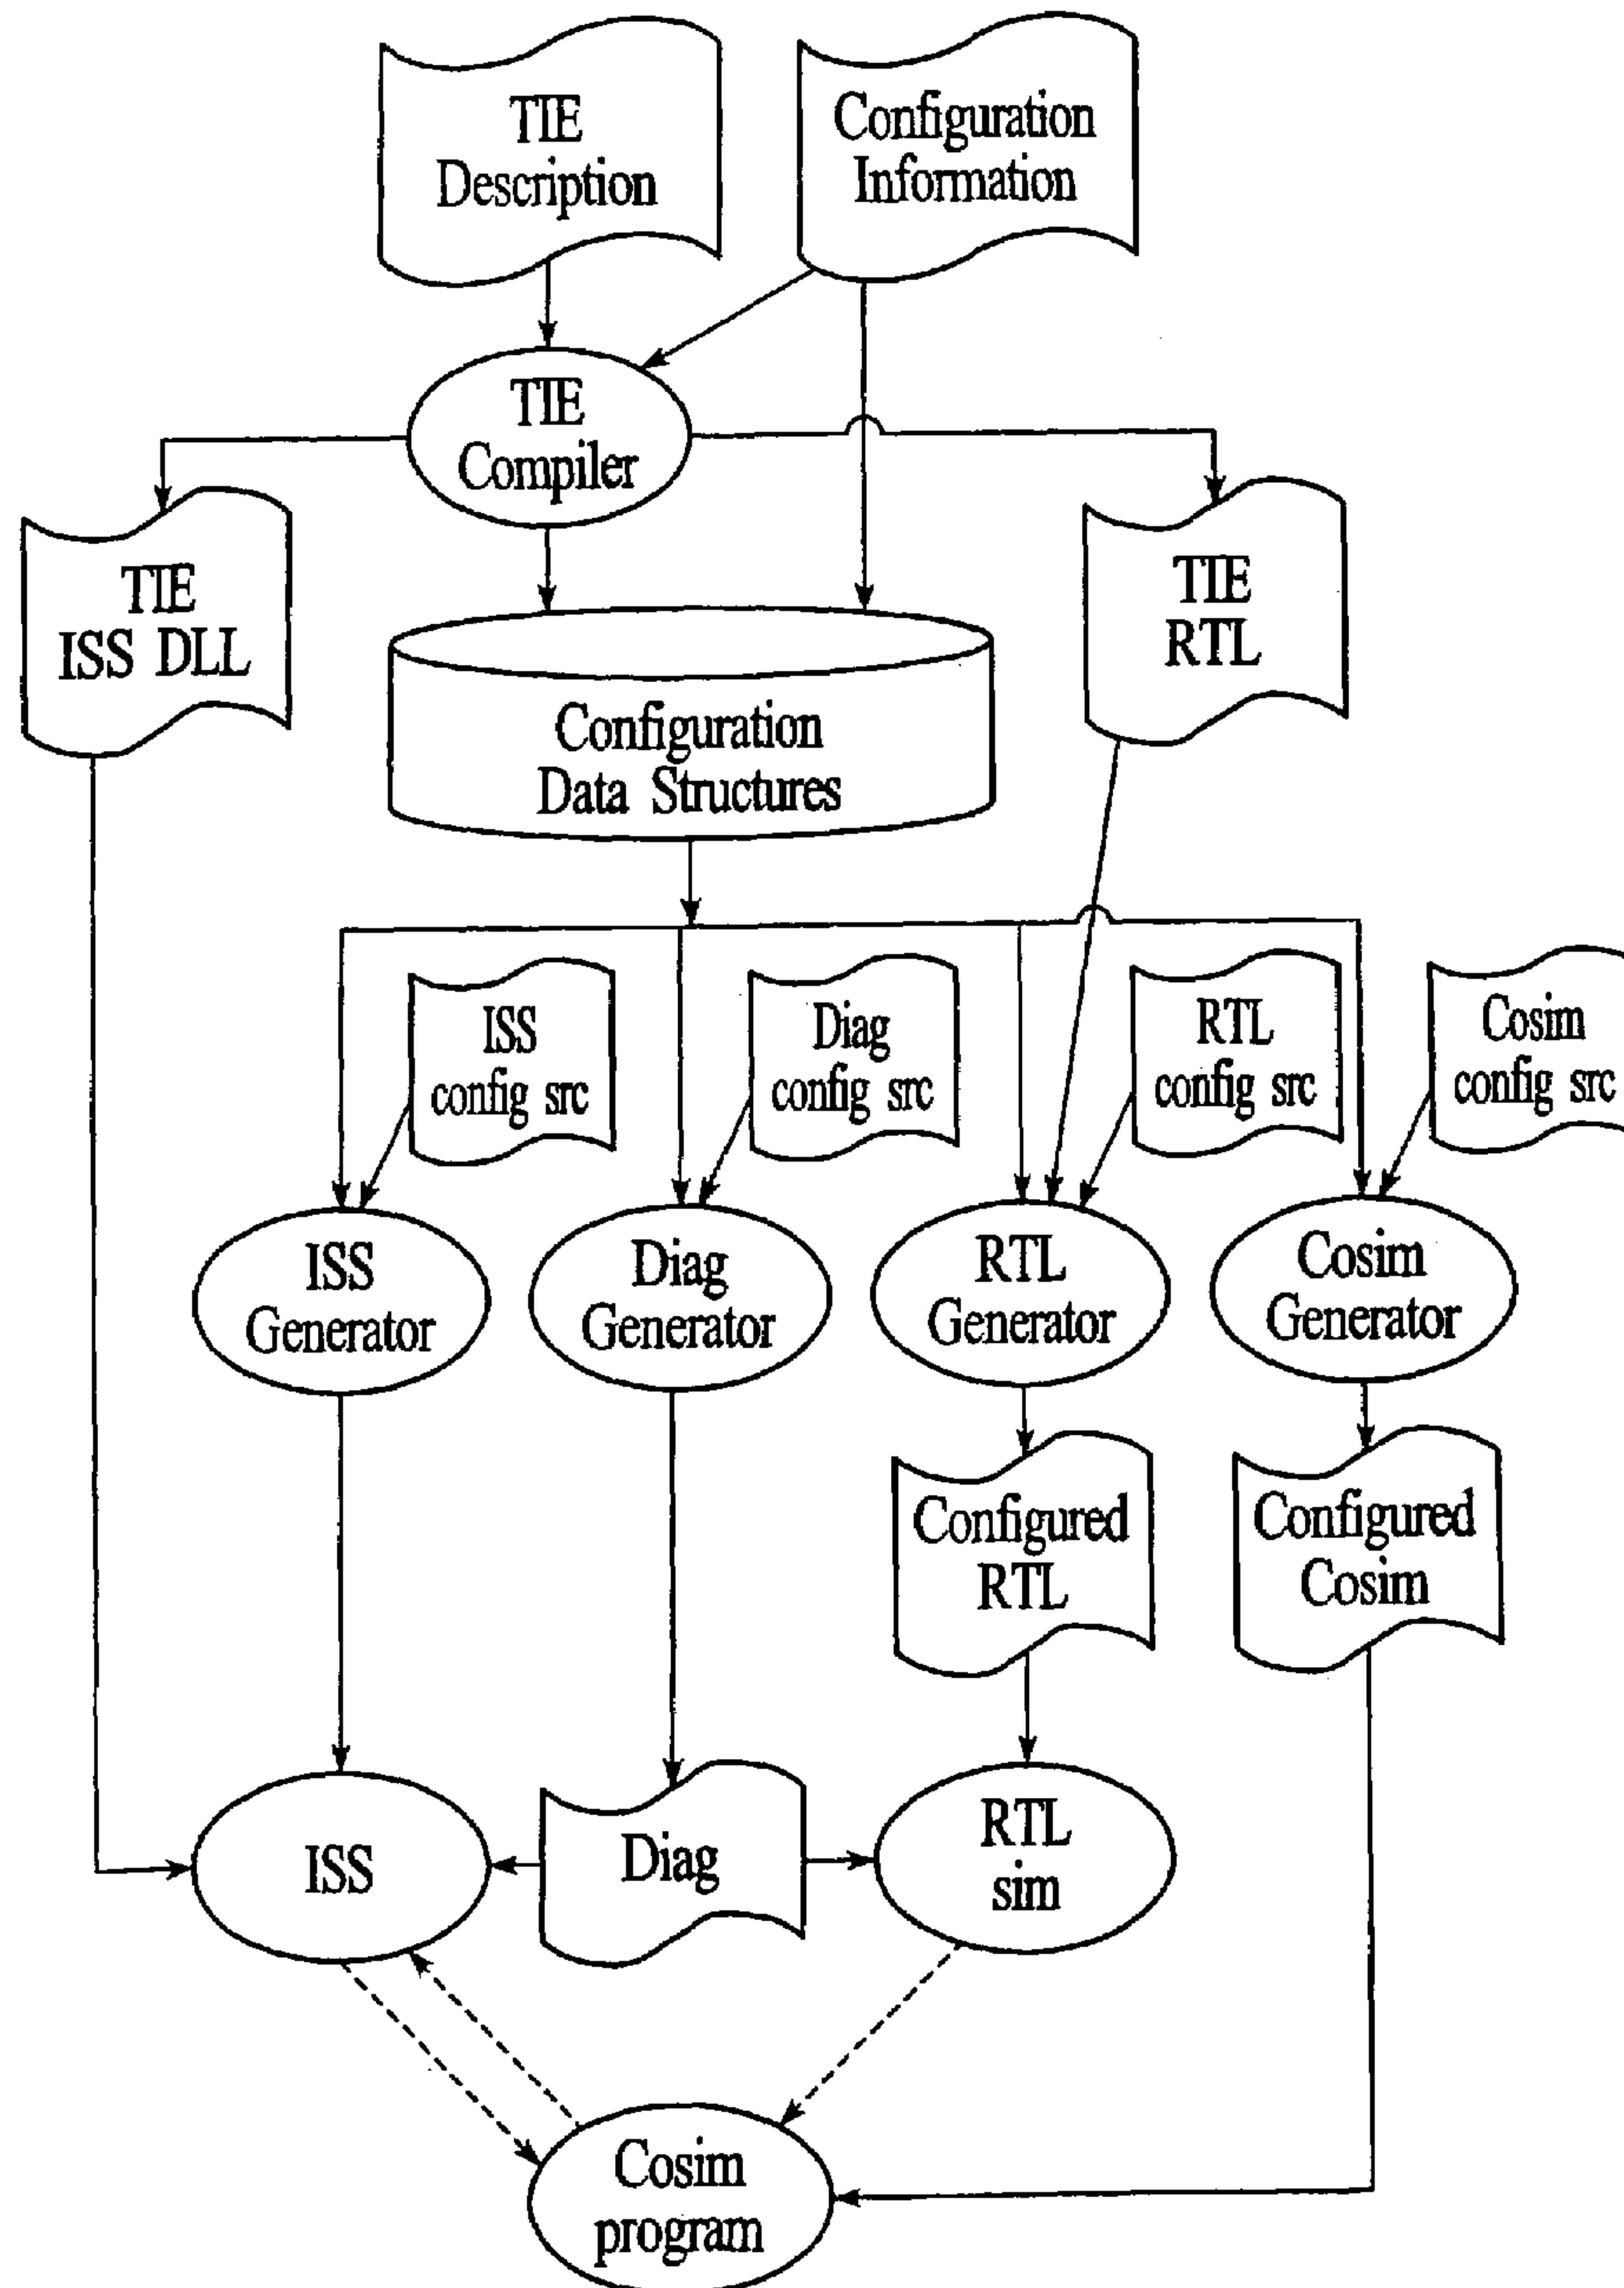 TIE
Description
Configuration
Information
TIE
Compiler
TIE
ISS DLL
TIE
RTL
Configuration
Data Structures
ISS
config src
Diag
config src
RTL
config src
Cosim
config src
ISS
Generator
Diag
Generator
RTL
Generator
Cosim
Generator
Configured
RTL
Configured
Cosim
ISS
Diag
RTL
sim
Cosim
program